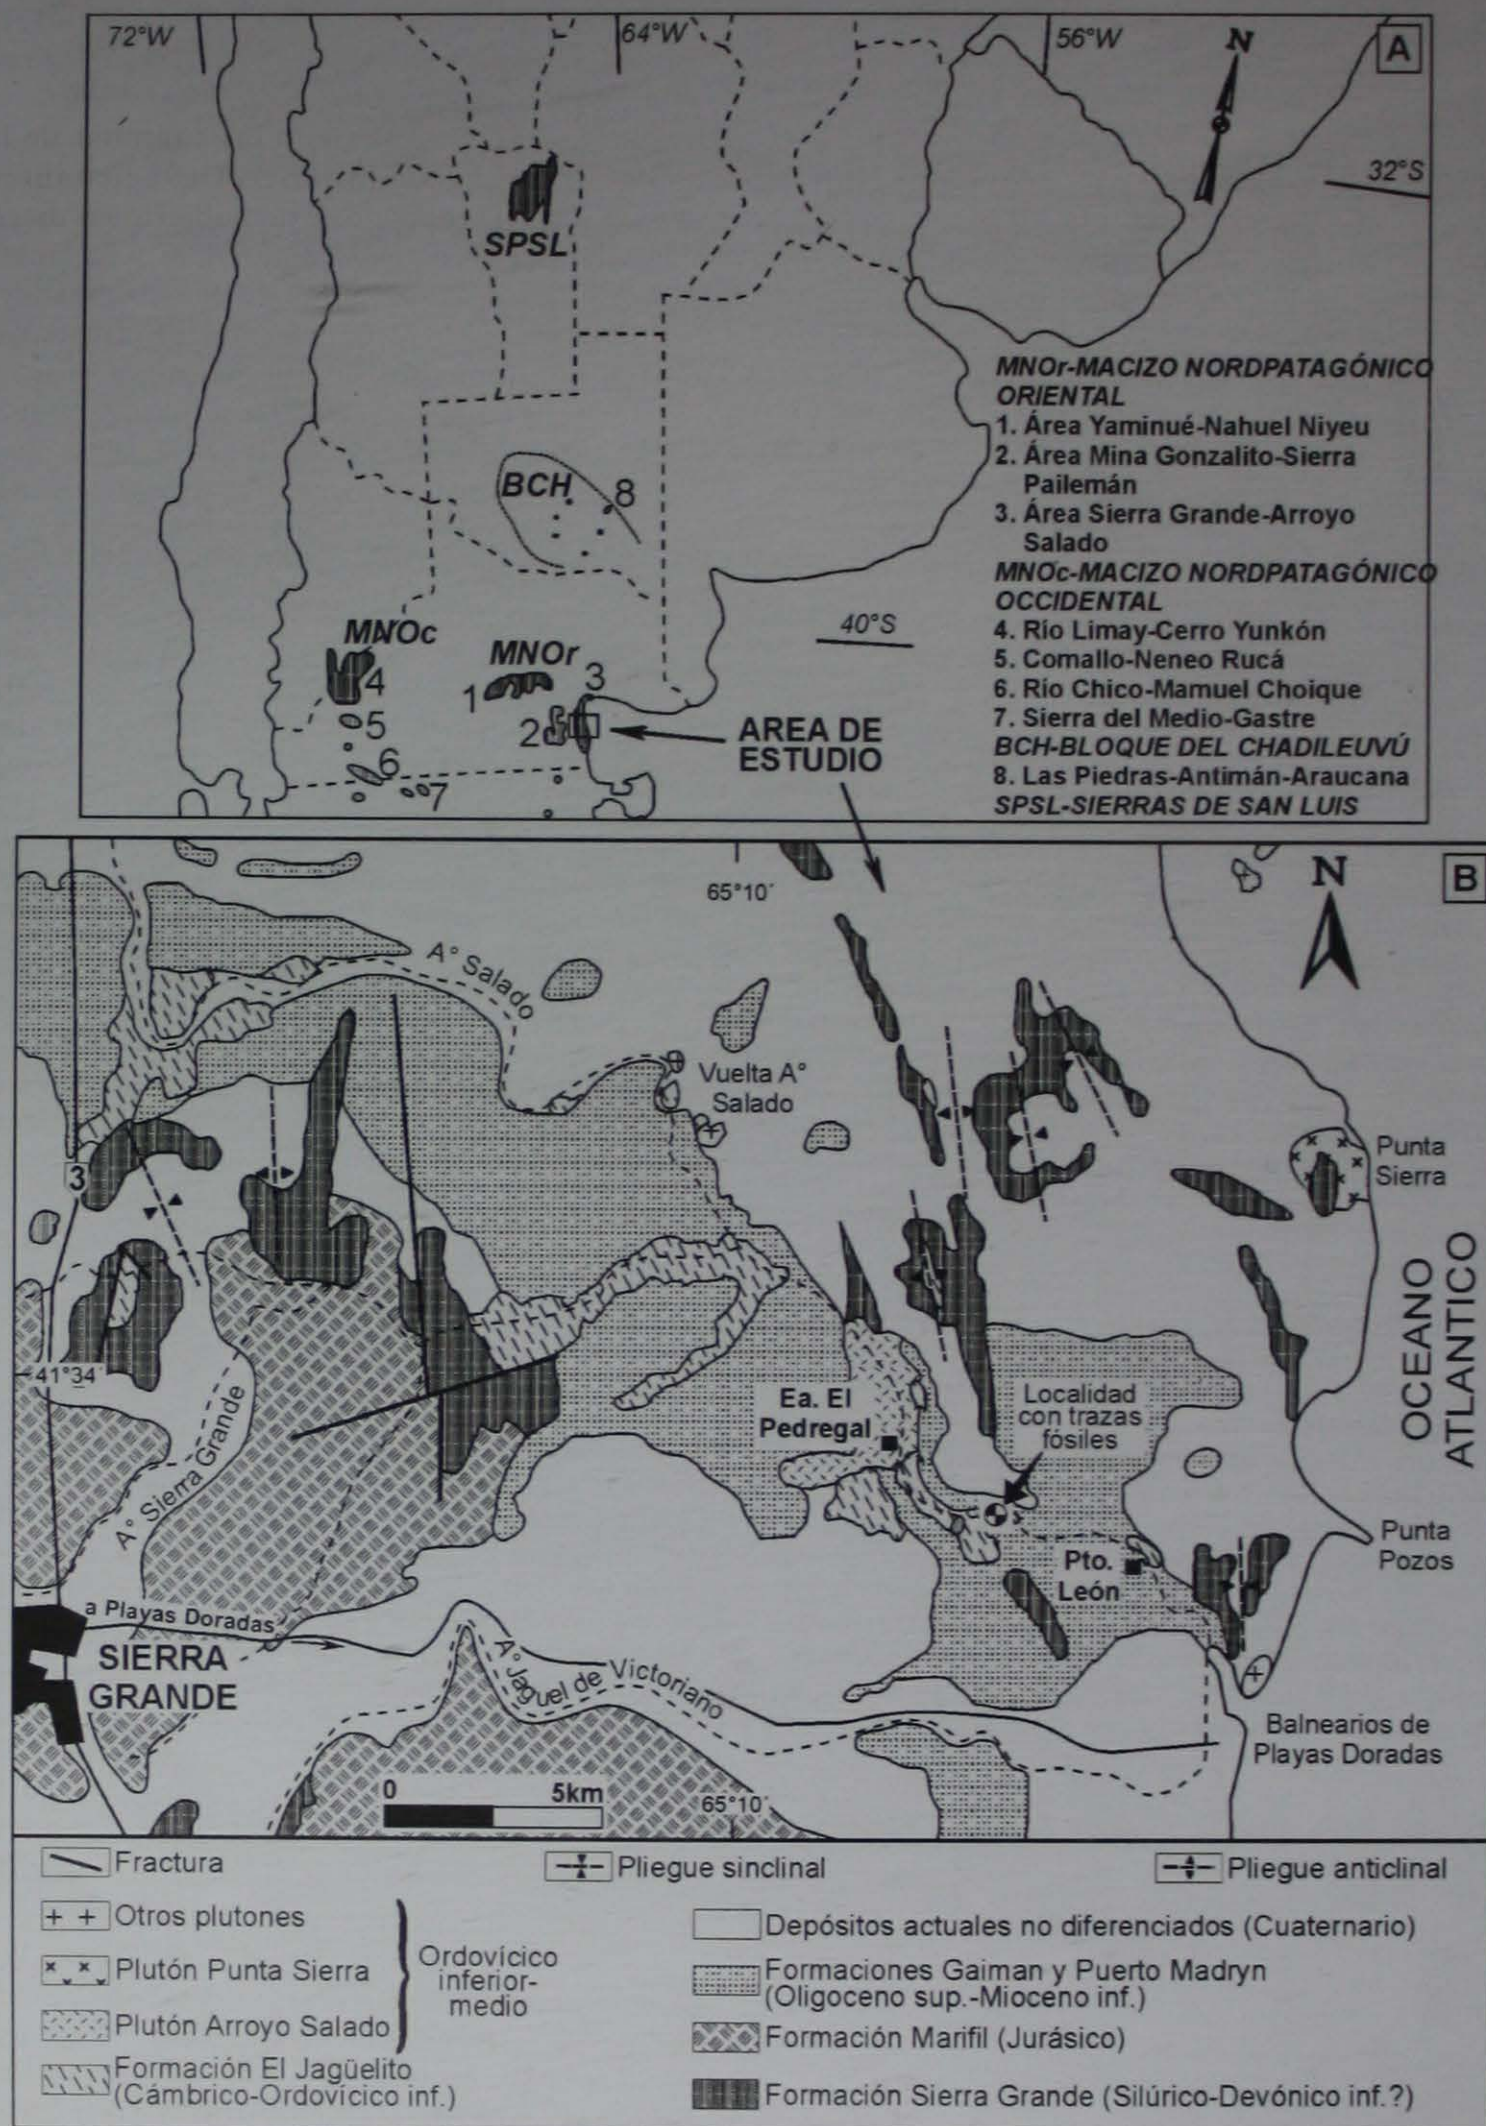 72°W
64°W
56°W
N
A
32°S
SPSL
MNOr-MACIZO NORDPATAGÓNICO
ORIENTAL
1. Área Yaminué-Nahuel Niyeu
2. Área Mina Gonzalito-Sierra
Pailemán
3. Área Sierra Grande-Arroyo
Salado
MNOc-MACIZO NORDPATAGÓNICO
OCCIDENTAL
4. Río Limay-Cerro Yunkón
5. Comallo-Neneo Rucá
6. Río Chico-Mamuel Choique
7. Sierra del Medio-Gastre
BCH-BLOQUE DEL CHADILEUVÚ
8. Las Piedras-Antimán-Araucana
SPSL-SIERRAS DE SAN LUIS
BCH
8
40°S
MNOc
MNOr
4
1
3
5
2
6
7
AREA DE
ESTUDIO
65°10´
N
B
A° Salado
Vuelta A°
Salado
Punta
Sierra
3
OCEANO
ATLANTICO
41°34´
A° Sierra Grande
Ea. El
Pedregal
Localidad
con trazas
fósiles
Punta
Pozos
Pto.
León
a Playas Doradas
SIERRA
GRANDE
A° Jaguel de Victoriano
Balnearios de
Playas Doradas
0 5km
65°10´
Fractura
Pliegue sinclinal
Pliegue anticlinal
Otros plutones
Plutón Punta Sierra
Plutón Arroyo Salado
Ordovícico
inferior-
medio
Formación El Jagüelito
(Cámbrico-Ordovícico inf.)
Depósitos actuales no diferenciados (Cuaternario)
Formaciones Gaiman y Puerto Madryn
(Oligoceno sup.-Mioceno inf.)
Formación Marifil (Jurásico)
Formación Sierra Grande (Silúrico-Devónico inf.?)